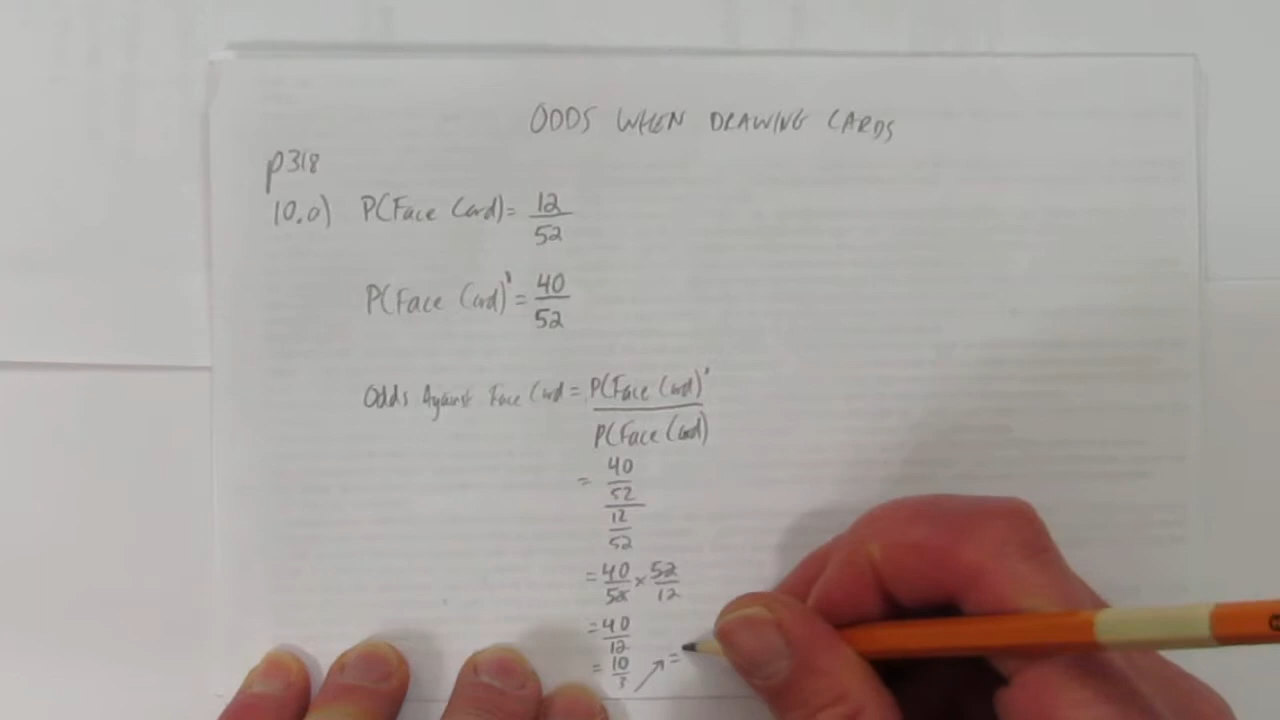 ODDS WHEN DRAWING CARDS
p318
10.a) P(Face Card) = 12/52
P(Face Card)' = 40/52
Odds Against Face Card = P(Face Card)' / P(Face Card)
= 40/52 / 12/52
= 40/52 × 52/12
= 40/12
= 10/3 ↗ =